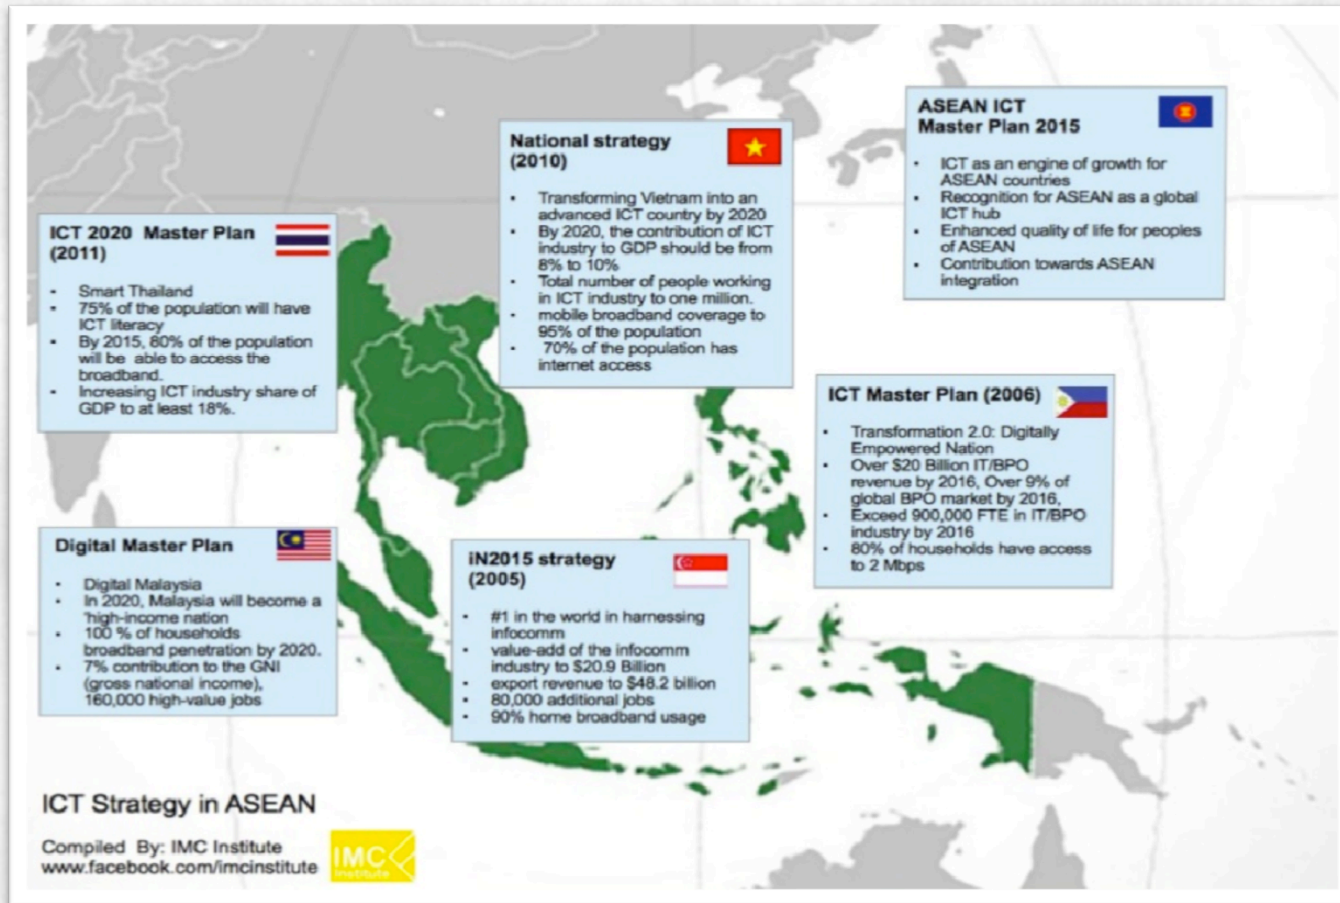 ASEAN ICT
Master Plan 2015
• ICT as an engine of growth for
ASEAN countries
• Recognition for ASEAN as a global
ICT hub
• Enhanced quality of life for peoples
of ASEAN
• Contribution towards ASEAN
integration
National strategy
(2010)
• Transforming Vietnam into an
advanced ICT country by 2020
• By 2020, the contribution of ICT
industry to GDP should be from
8% to 10%
• Total number of people working
in ICT industry to one million.
• mobile broadband coverage to
95% of the population
• 70% of the population has
internet access
ICT 2020 Master Plan
(2011)
• Smart Thailand
• 75% of the population will have
ICT literacy
• By 2015, 80% of the population
will be able to access the
broadband.
• Increasing ICT industry share of
GDP to at least 18%.
ICT Master Plan (2006)
• Transformation 2.0: Digitally
Empowered Nation
• Over $20 Billion IT/BPO
revenue by 2016, Over 9% of
global BPO market by 2016,
• Exceed 900,000 FTE in IT/BPO
industry by 2016
• 80% of households have access
to 2 Mbps
Digital Master Plan
• Digital Malaysia
• In 2020, Malaysia will become a
'high-income nation
• 100 % of households
broadband penetration by 2020.
• 7% contribution to the GNI
(gross national income),
160,000 high-value jobs
iN2015 strategy
(2005)
• #1 in the world in harnessing
infocomm
• value-add of the infocomm
industry to $20.9 Billion
• export revenue to $48.2 billion
• 80,000 additional jobs
• 90% home broadband usage
ICT Strategy in ASEAN
Compiled By: IMC Institute
www.facebook.com/imcinstitute
IMC
Institute